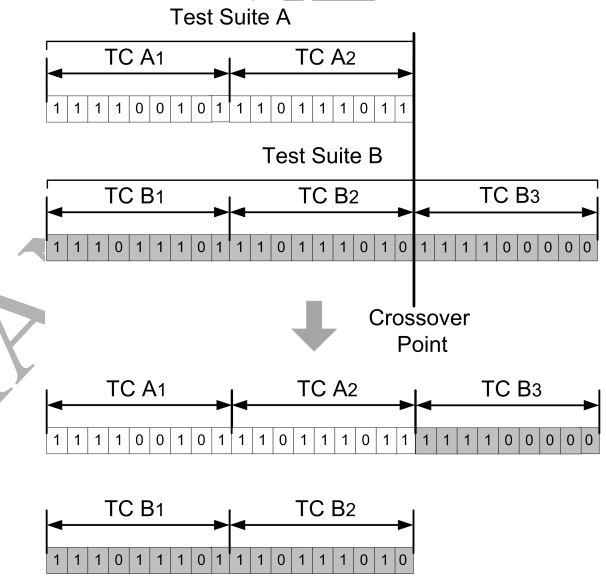 Test Suite A
TC A1 TC A2
1 1 1 1 0 0 1 0 1 1 1 0 1 1 1 0 1 1
Test Suite B
TC B1 TC B2 TC B3
1 1 1 0 1 1 1 0 1 1 1 0 1 1 1 0 1 0 1 1 1 1 0 0 0 0 0
Crossover
Point
TC A1 TC A2 TC B3
1 1 1 1 0 0 1 0 1 1 1 0 1 1 1 0 1 1 1 1 1 1 0 0 0 0 0
TC B1 TC B2
1 1 1 0 1 1 1 0 1 1 1 0 1 1 1 0 1 0